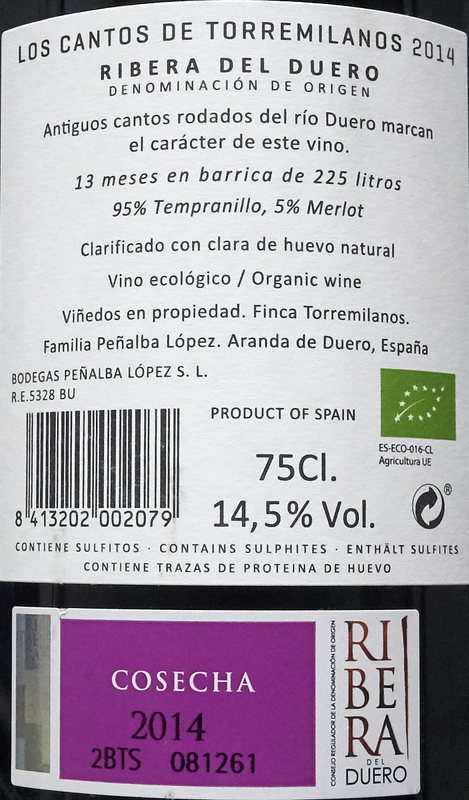 LOS CANTOS DE TORREMILANOS 2014
RIBERA DEL DUERO
DENOMINACIÓN DE ORIGEN
Antiguos cantos rodados del río Duero marcan
el carácter de este vino.
13 meses en barrica de 225 litros
95% Tempranillo, 5% Merlot
Clarificado con clara de huevo natural
Vino ecológico / Organic wine
Viñedos en propiedad. Finca Torremilanos.
Familia Peñalba López. Aranda de Duero, España
BODEGAS PEÑALBA LÓPEZ S. L.
R.E.5328 BU
PRODUCT OF SPAIN
ES-ECO-016-CL
Agricultura UE
75Cl.
14,5% Vol.
®
8 413202 002079
CONTIENE SULFITOS · CONTAINS SULPHITES · ENTHÄLT SULFITES
CONTIENE TRAZAS DE PROTEINA DE HUEVO
COSECHA
2014
2BTS 081261
CONSEJO REGULADOR DE LA DENOMINACIÓN DE ORIGEN
RI
BE
RA
DEL
DUERO